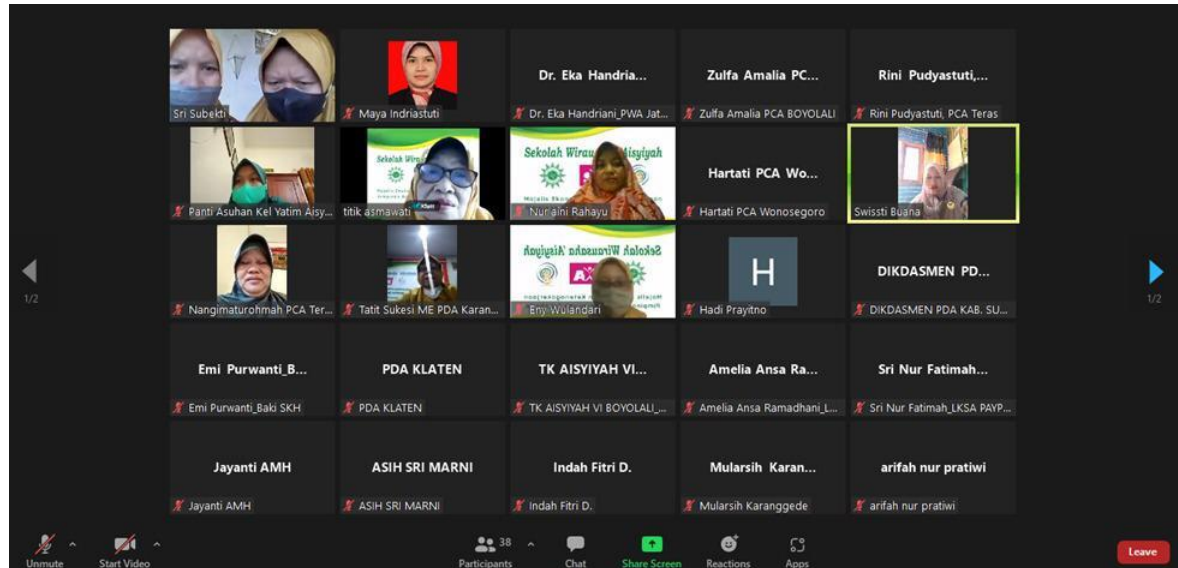 Sri Subekti
Maya Indriastuti
Dr. Eka Handria...
Dr. Eka Handriani_PWA Jat...
Zulfa Amalia PC...
Zulfa Amalia PCA BOYOLALI
Rini Pudyastuti,...
Rini Pudyastuti, PCA Teras
Panti Asuhan Kel Yatim Aisy...
Sekolah Wira
titik asmawati
Sekolah Wirau Aisyiyah
Nur aini Rahayu
Hartati PCA Wo...
Hartati PCA Wonosegoro
Swissti Buana
1/2
Nangimaturohmah PCA Ter...
Tatit Sukesi ME PDA Karan...
Sekolah Wirausaha 'Aisyiyah
Eny Wulandari
H
Hadi Prayitno
DIKDASMEN PD...
DIKDASMEN PDA KAB. SU...
1/2
Emi Purwanti_B...
Emi Purwanti_Baki SKH
PDA KLATEN
PDA KLATEN
TK AISYIYAH VI...
TK AISYIYAH VI BOYOLALI_...
Amelia Ansa Ra...
Amelia Ansa Ramadhani_L...
Sri Nur Fatimah...
Sri Nur Fatimah_LKSA PAYP...
Jayanti AMH
Jayanti AMH
ASIH SRI MARNI
ASIH SRI MARNI
Indah Fitri D.
Indah Fitri D.
Mularsih Karan...
Mularsih Karanggede
arifah nur pratiwi
arifah nur pratiwi
Unmute
Start Video
38
Participants
Chat
Share Screen
Reactions
Apps
Leave